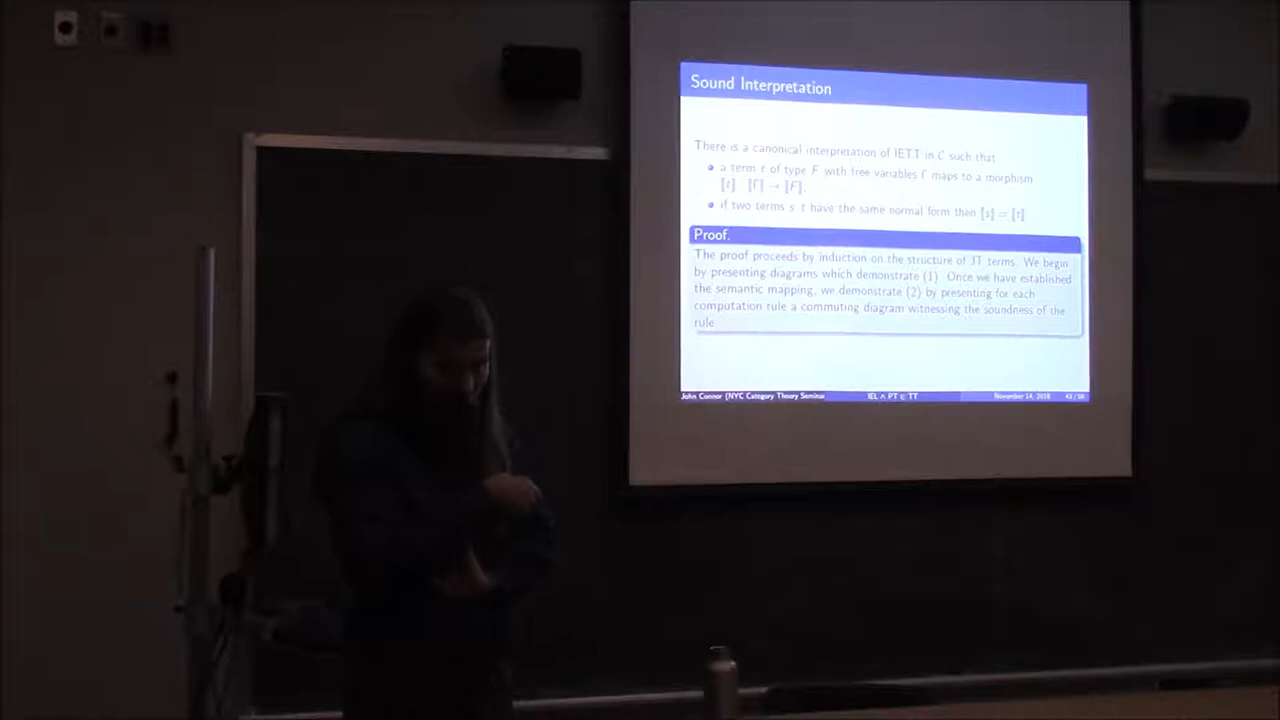 Sound Interpretation
There is a canonical interpretation of IETT in C such that
a term t of type F with free variables Γ maps to a morphism
⟦t⟧ ⟦Γ⟧ → ⟦F⟧.
if two terms s t have the same normal form then ⟦s⟧ = ⟦t⟧
Proof.
The proof proceeds by induction on the structure of JT terms. We begin
by presenting diagrams which demonstrate (1) Once we have established
the semantic mapping, we demonstrate (2) by presenting for each
computation rule a commuting diagram witnessing the soundness of the
rule
John Connor (NYC Category Theory Seminar IEL ∧ PT ⊂ TT November 14, 2018